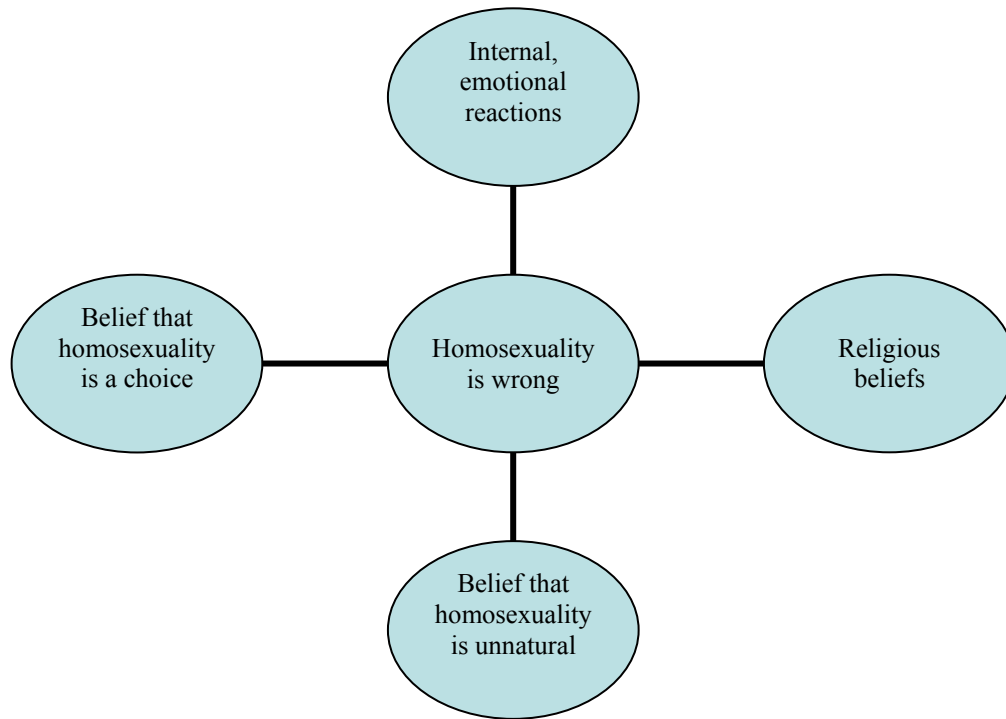 Internal,
emotional
reactions
Belief that
homosexuality
is a choice
Homosexuality
is wrong
Religious
beliefs
Belief that
homosexuality
is unnatural